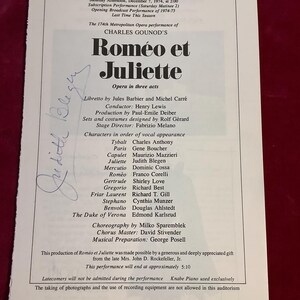 Saturday Afternoon, December 7, 1974, at 2:00
Subscription Performance (Saturday Matinee 2)
Opening Broadcast Performance of 1974-75
Last Time This Season
The 174th Metropolitan Opera performance of
CHARLES GOUNOD'S
Roméo et
Juliette
Opera in three acts
Libretto by Jules Barbier and Michel Carré
Conductor: Henry Lewis
Production by Paul-Emile Deiber
Sets and costumes designed by Rolf Gérard
Stage Director: Fabrizio Melano
Characters in order of vocal appearance
Tybalt Charles Anthony
Paris Gene Boucher
Capulet Maurizio Mazzieri
Juliette Judith Blegen
Mercutio Dominic Cossa
Roméo Franco Corelli
Gertrude Shirley Love
Gregorio Richard Best
Friar Laurent Richard T. Gill
Stephano Cynthia Munzer
Benvolio Douglas Ahlstedt
The Duke of Verona Edmond Karlsrud
Choreography by Milko Sparemblek
Chorus Master: David Stivender
Musical Preparation: George Posell
This production of Roméo et Juliette was made possible by a generous and deeply appreciated gift
from the late Mrs. John D. Rockefeller, Jr.
This performance will end at approximately 5:10
Latecomers will not be admitted during the performance Knabe Piano used exclusively
The taking of photographs and the use of recording equipment are not allowed in this auditorium
Judith Blegen